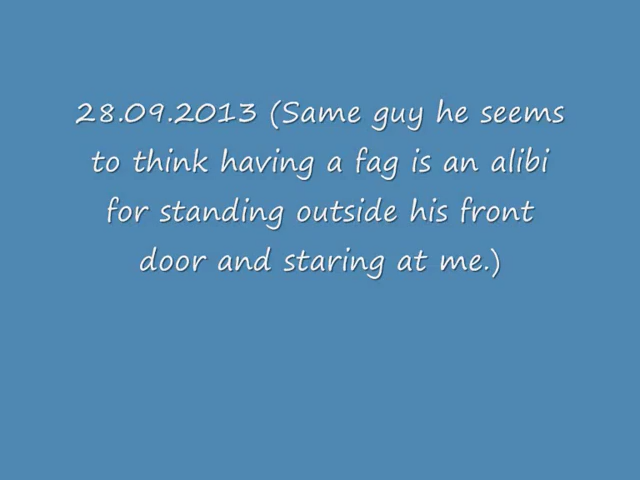 28.09.2013 (Same guy he seems
to think having a fag is an alibi
for standing outside his front
door and staring at me.)